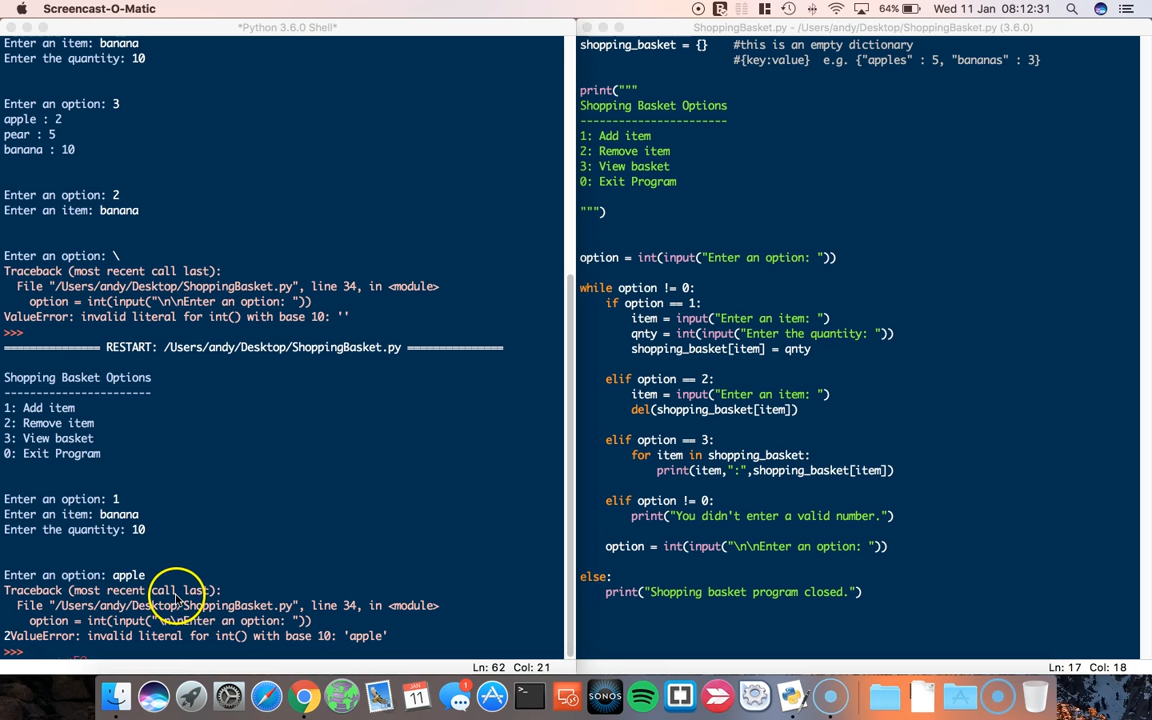 Screencast-O-Matic
64%
Wed 11 Jan 08:12:31
*Python 3.6.0 Shell*
Enter an item: banana
Enter the quantity: 10
Enter an option: 3
apple : 2
pear : 5
banana : 10
Enter an option: 2
Enter an item: banana
Enter an option: \
Traceback (most recent call last):
File "/Users/andy/Desktop/ShoppingBasket.py", line 34, in <module>
option = int(input("\n\nEnter an option: "))
ValueError: invalid literal for int() with base 10: ''
>>>
================ RESTART: /Users/andy/Desktop/ShoppingBasket.py ================
Shopping Basket Options
-----------------------
1: Add item
2: Remove item
3: View basket
0: Exit Program
Enter an option: 1
Enter an item: banana
Enter the quantity: 10
Enter an option: apple
Traceback (most recent call last):
File "/Users/andy/Desktop/ShoppingBasket.py", line 34, in <module>
option = int(input("\n\nEnter an option: "))
2ValueError: invalid literal for int() with base 10: 'apple'
>>>
Ln: 62 Col: 21
ShoppingBasket.py - /Users/andy/Desktop/ShoppingBasket.py (3.6.0)
shopping_basket = {} #this is an empty dictionary
#{key:value} e.g. {"apples" : 5, "bananas" : 3}
print("""
Shopping Basket Options
-----------------------
1: Add item
2: Remove item
3: View basket
0: Exit Program
""")
option = int(input("Enter an option: "))
while option != 0:
if option == 1:
item = input("Enter an item: ")
qnty = int(input("Enter the quantity: "))
shopping_basket[item] = qnty
elif option == 2:
item = input("Enter an item: ")
del(shopping_basket[item])
elif option == 3:
for item in shopping_basket:
print(item,":",shopping_basket[item])
elif option != 0:
print("You didn't enter a valid number.")
option = int(input("\n\nEnter an option: "))
else:
print("Shopping basket program closed.")
Ln: 17 Col: 18
11
1
SONOS